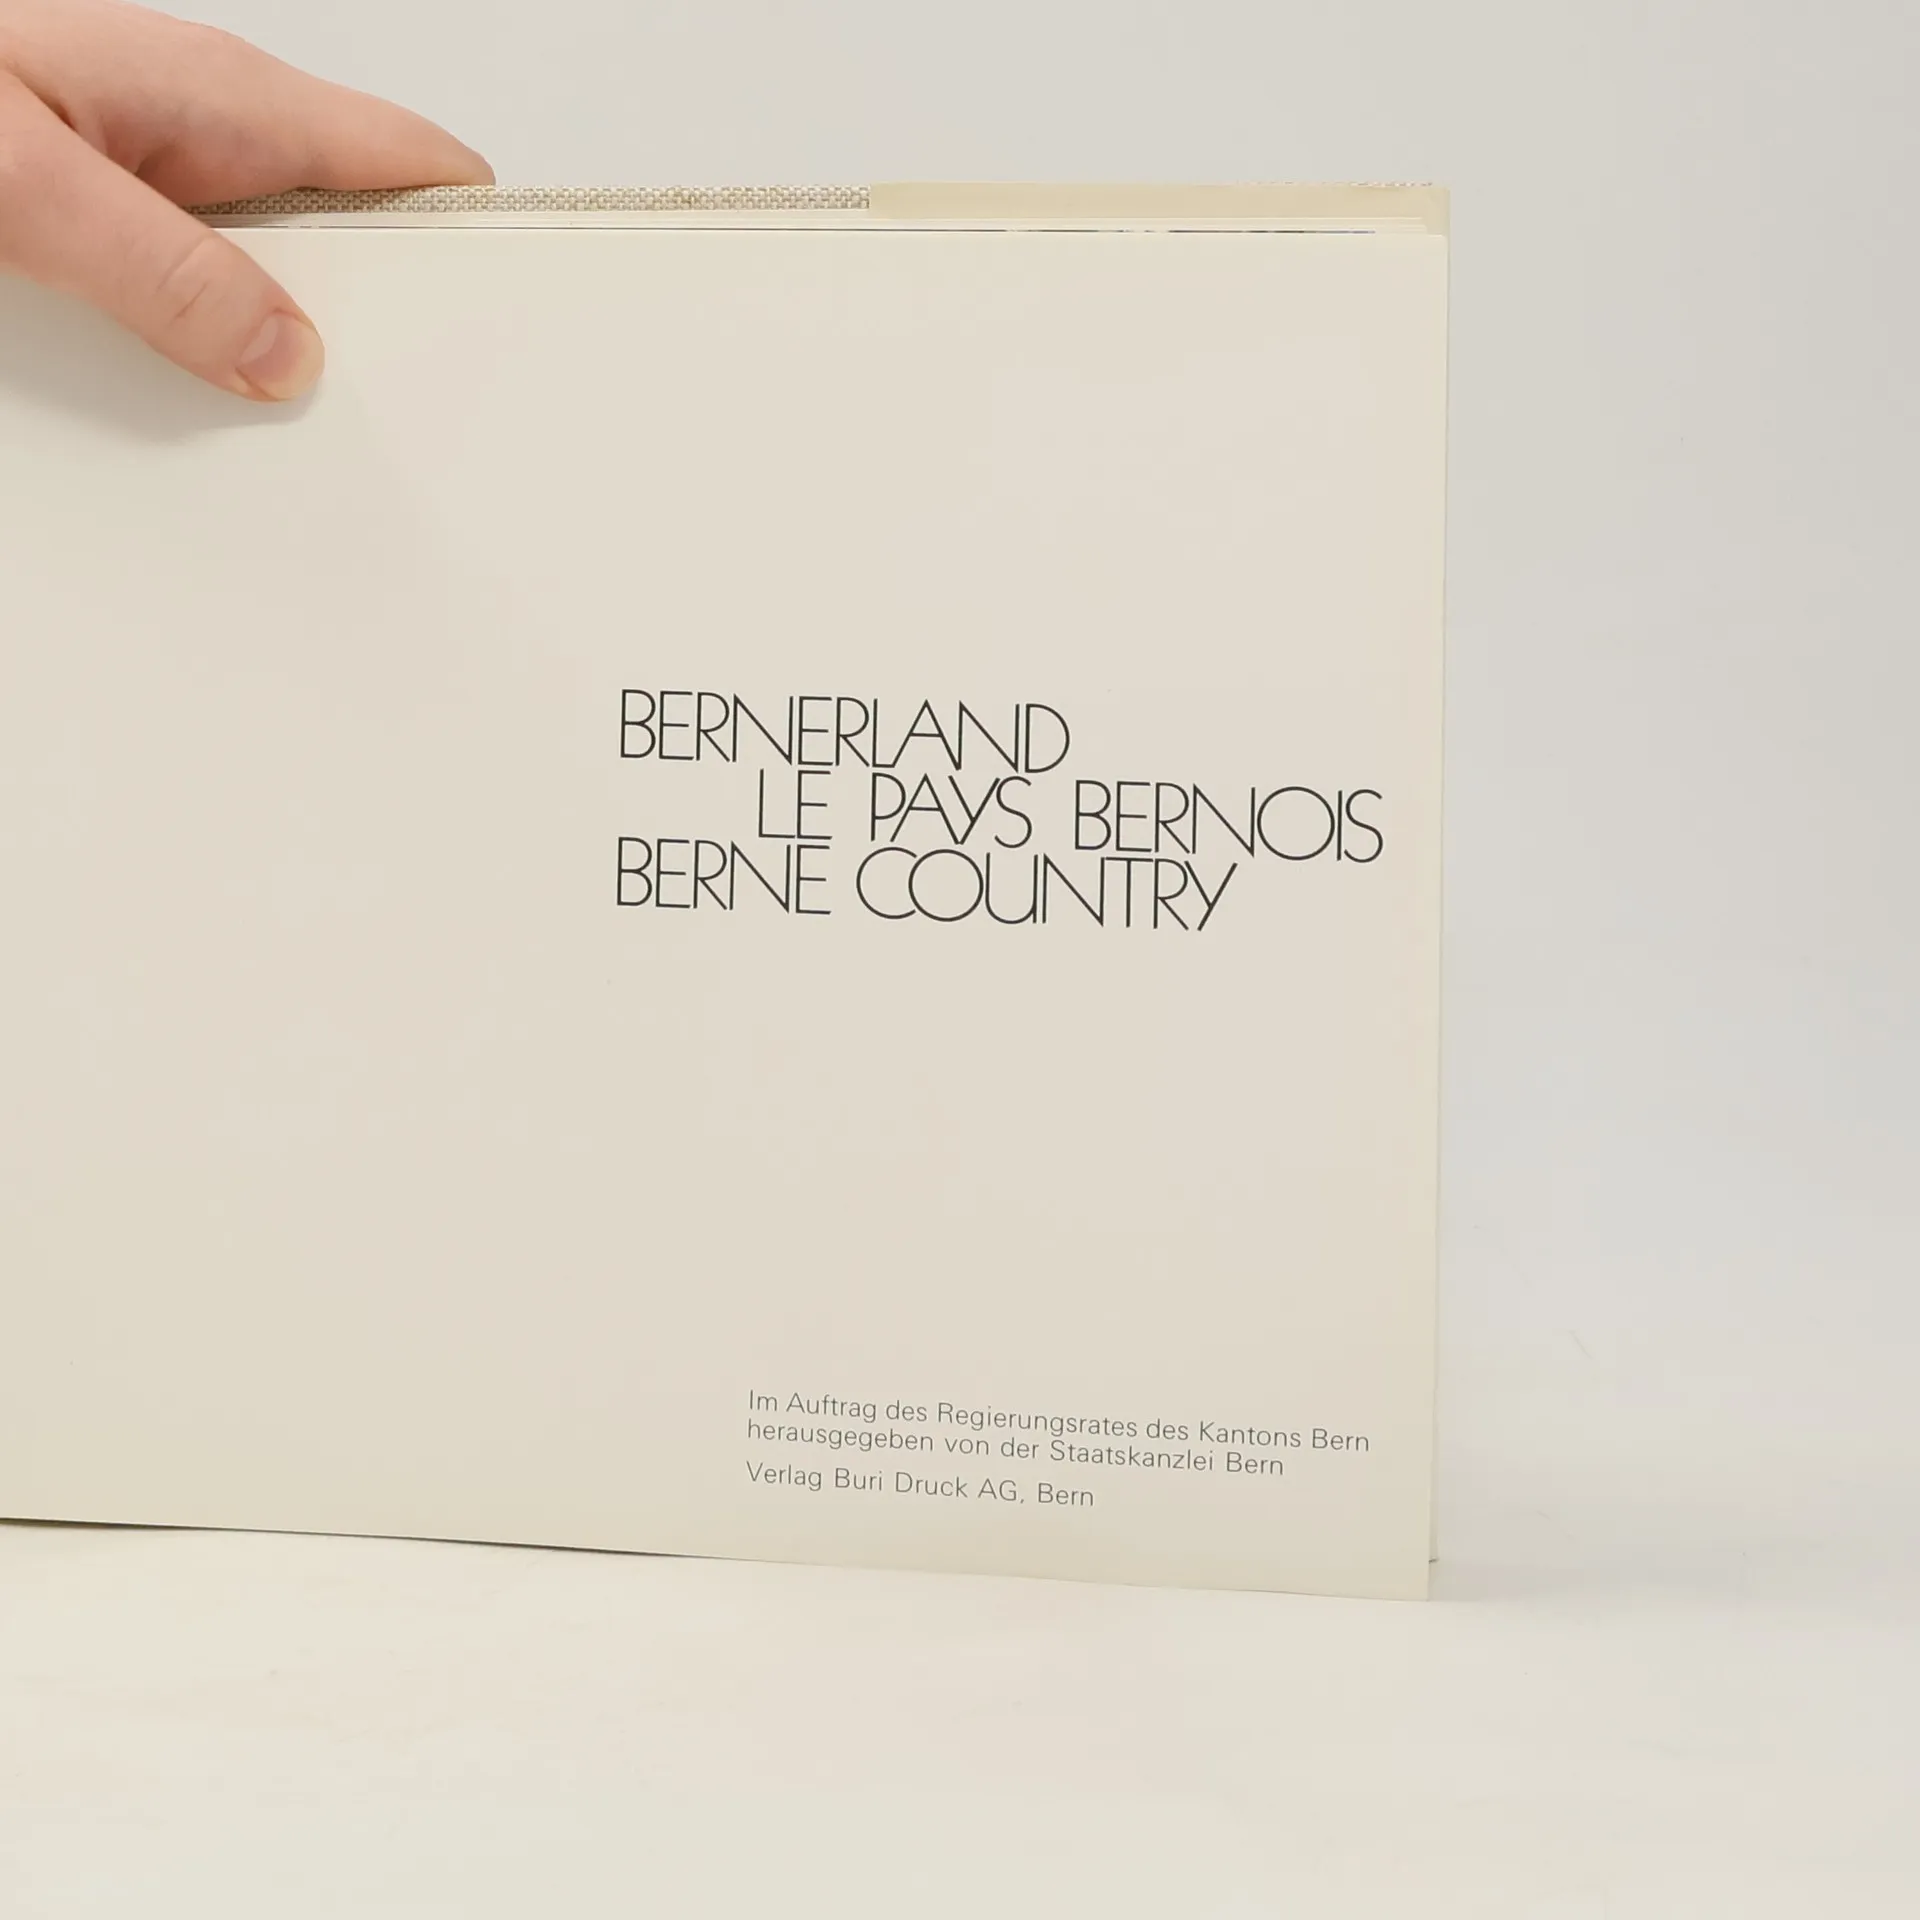 BERNERLAND
LE PAYS BERNOIS
BERNE COUNTRY
Im Auftrag des Regierungsrates des Kantons Bern
herausgegeben von der Staatskanzlei Bern
Verlag Buri Druck AG, Bern